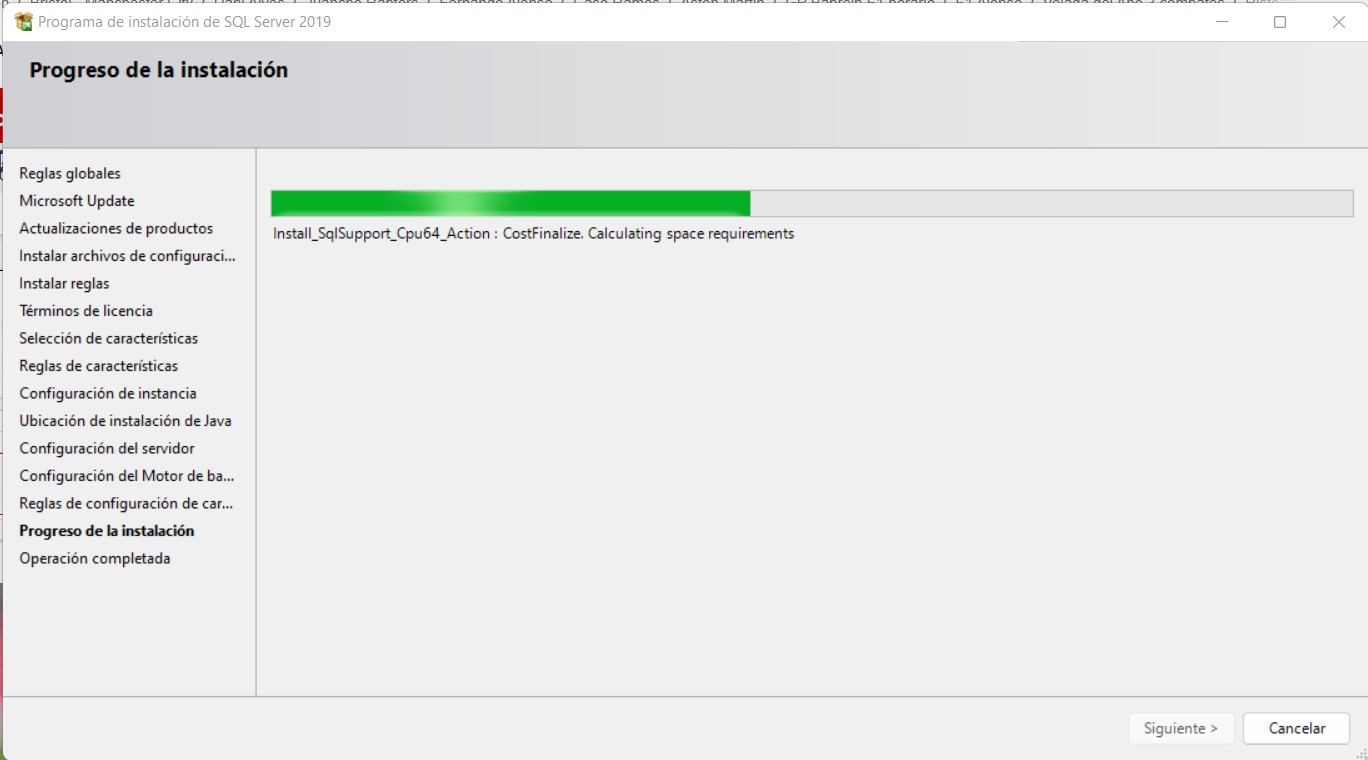 Programa de instalación de SQL Server 2019
Progreso de la instalación
Reglas globales
Microsoft Update
Actualizaciones de productos
Instalar archivos de configuraci...
Instalar reglas
Términos de licencia
Selección de características
Reglas de características
Configuración de instancia
Ubicación de instalación de Java
Configuración del servidor
Configuración del Motor de ba...
Reglas de configuración de car...
Progreso de la instalación
Operación completada
Install_SqlSupport_Cpu64_Action : CostFinalize. Calculating space requirements
Siguiente >
Cancelar